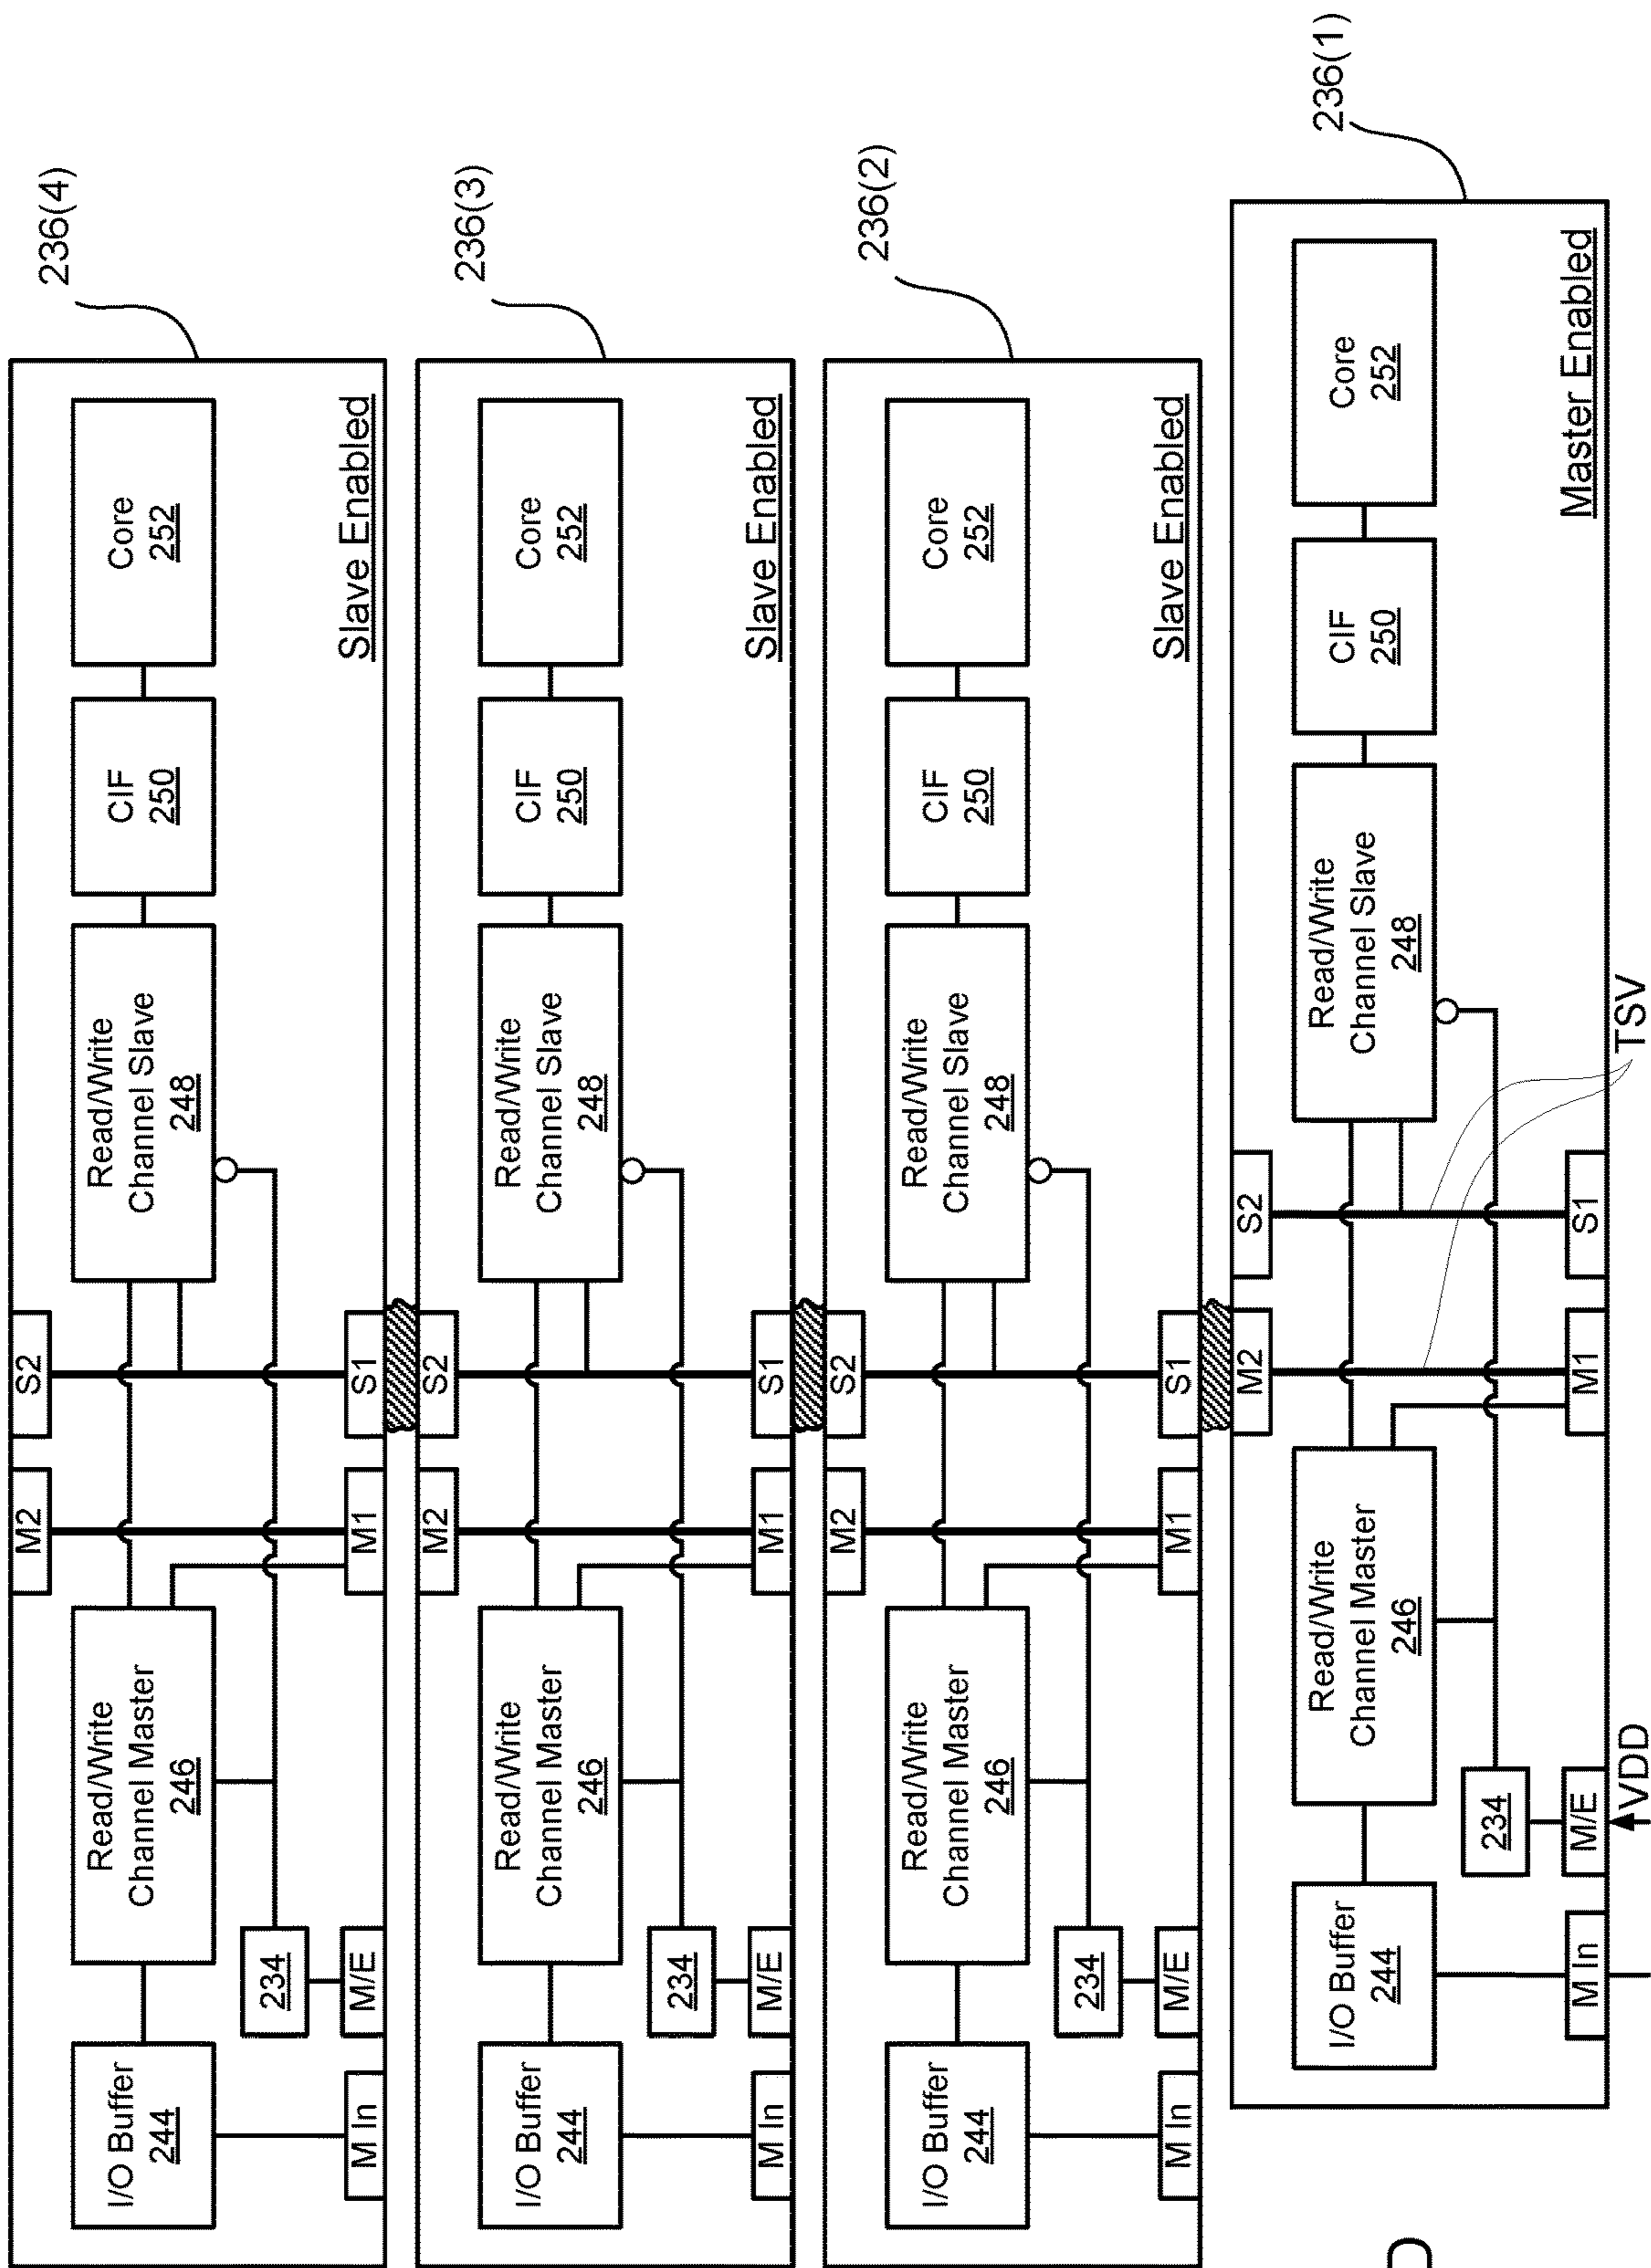 236(4)
S2
M2
I/O Buffer
244
Read/Write
Channel Master
246
Read/Write
Channel Slave
248
CIF
250
Core
252
234
M In
M/E
M1
S1
Slave Enabled
236(3)
M2
S2
I/O Buffer
244
Read/Write
Channel Master
246
Read/Write
Channel Slave
248
CIF
250
Core
252
234
M In
M/E
M1
S1
Slave Enabled
236(2)
M2
S2
I/O Buffer
244
Read/Write
Channel Master
246
Read/Write
Channel Slave
248
CIF
250
Core
252
234
M In
M/E
M1
S1
Slave Enabled
236(1)
M2
S2
I/O Buffer
244
Read/Write
Channel Master
246
Read/Write
Channel Slave
248
CIF
250
Core
252
234
M In
M/E
M1
S1
Master Enabled
VDD
TSV